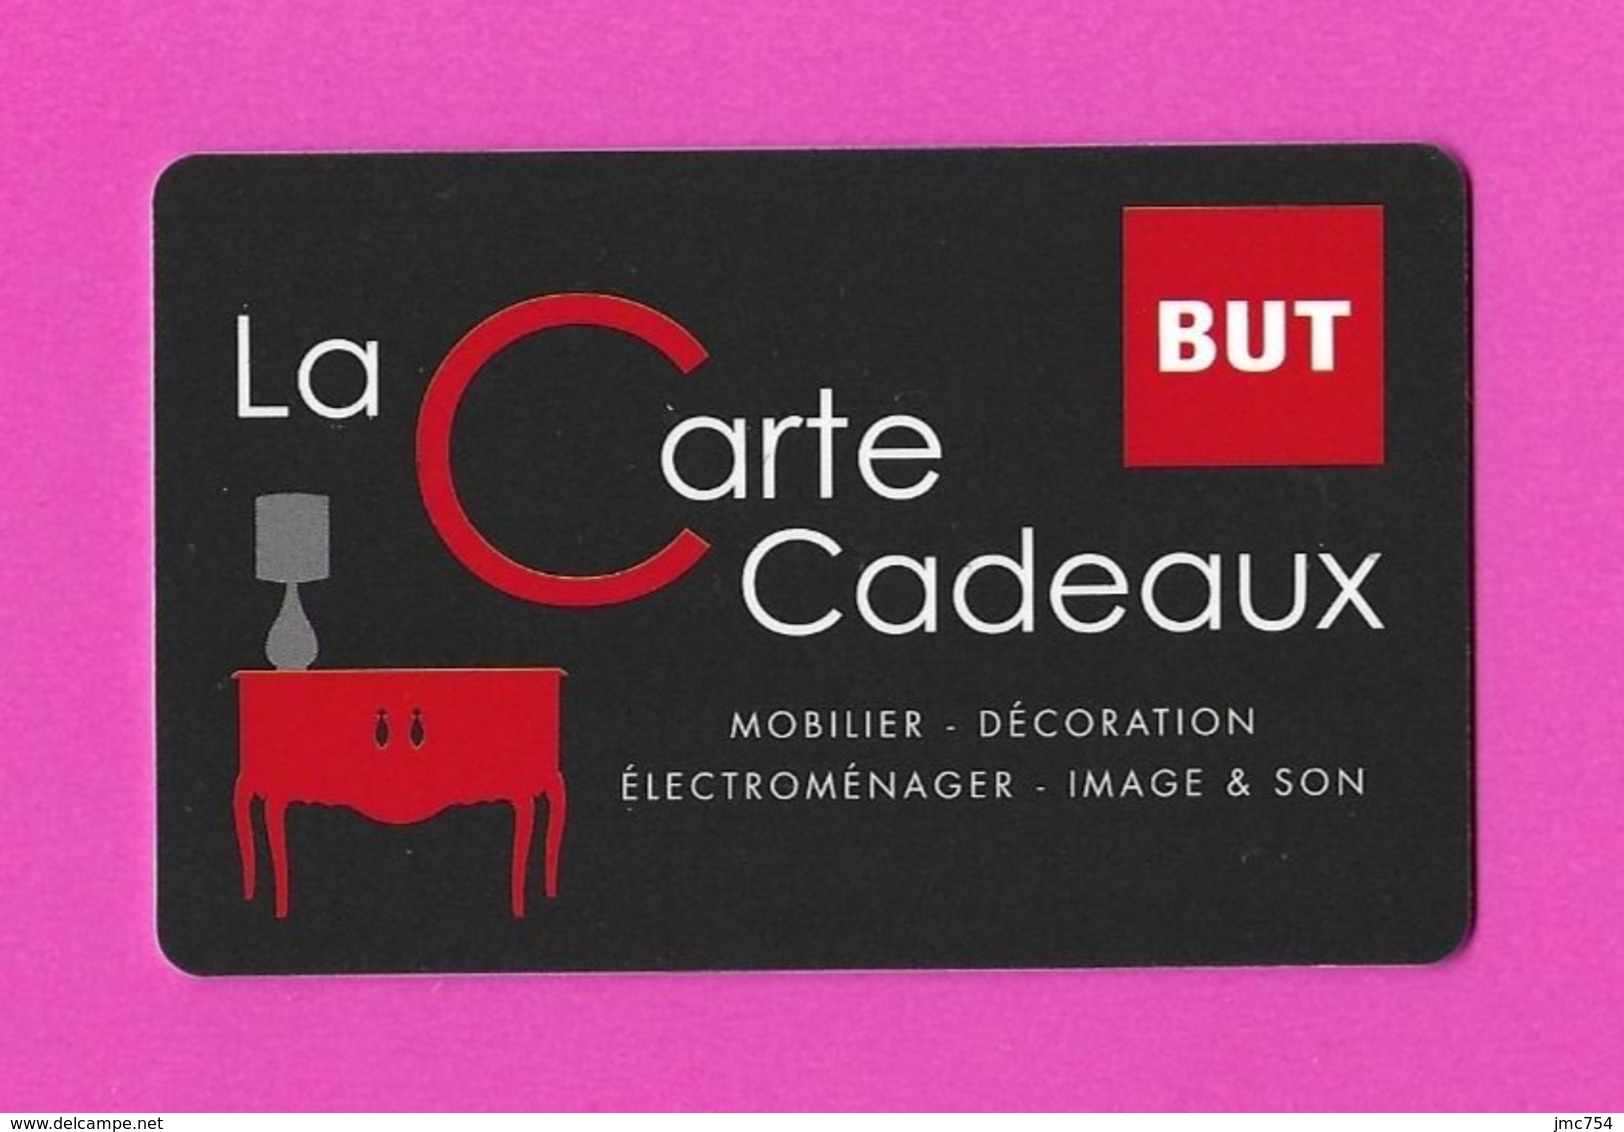 La Carte
Cadeaux
BUT
MOBILIER - DÉCORATION
ÉLECTROMÉNAGER - IMAGE & SON
www.delcampe.net
jmc754